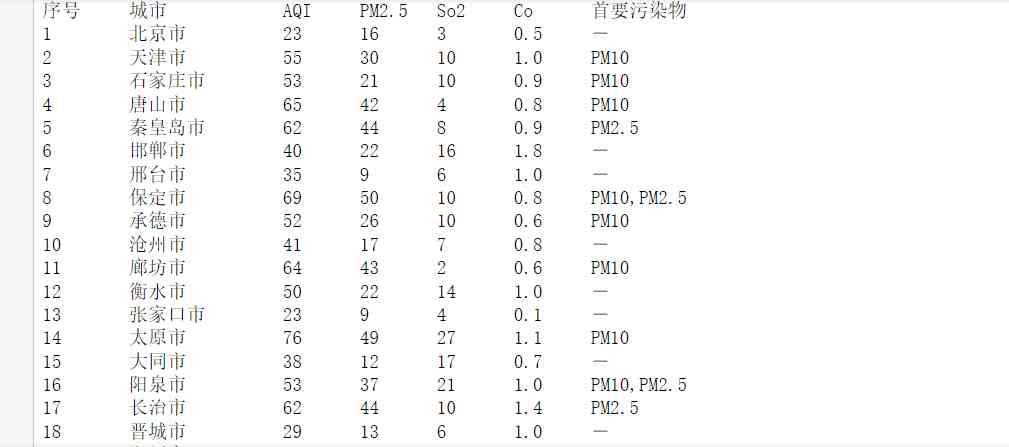 序号 城市 AQI PM2.5 So2 Co 首要污染物
1 北京市 23 16 3 0.5 —
2 天津市 55 30 10 1.0 PM10
3 石家庄市 53 21 10 0.9 PM10
4 唐山市 65 42 4 0.8 PM10
5 秦皇岛市 62 44 8 0.9 PM2.5
6 邯郸市 40 22 16 1.8 —
7 邢台市 35 9 6 1.0 —
8 保定市 69 50 10 0.8 PM10,PM2.5
9 承德市 52 26 10 0.6 PM10
10 沧州市 41 17 7 0.8 —
11 廊坊市 64 43 2 0.6 PM10
12 衡水市 50 22 14 1.0 —
13 张家口市 23 9 4 0.1 —
14 太原市 76 49 27 1.1 PM10
15 大同市 38 12 17 0.7 —
16 阳泉市 53 37 21 1.0 PM10,PM2.5
17 长治市 62 44 10 1.4 PM2.5
18 晋城市 29 13 6 1.0 —